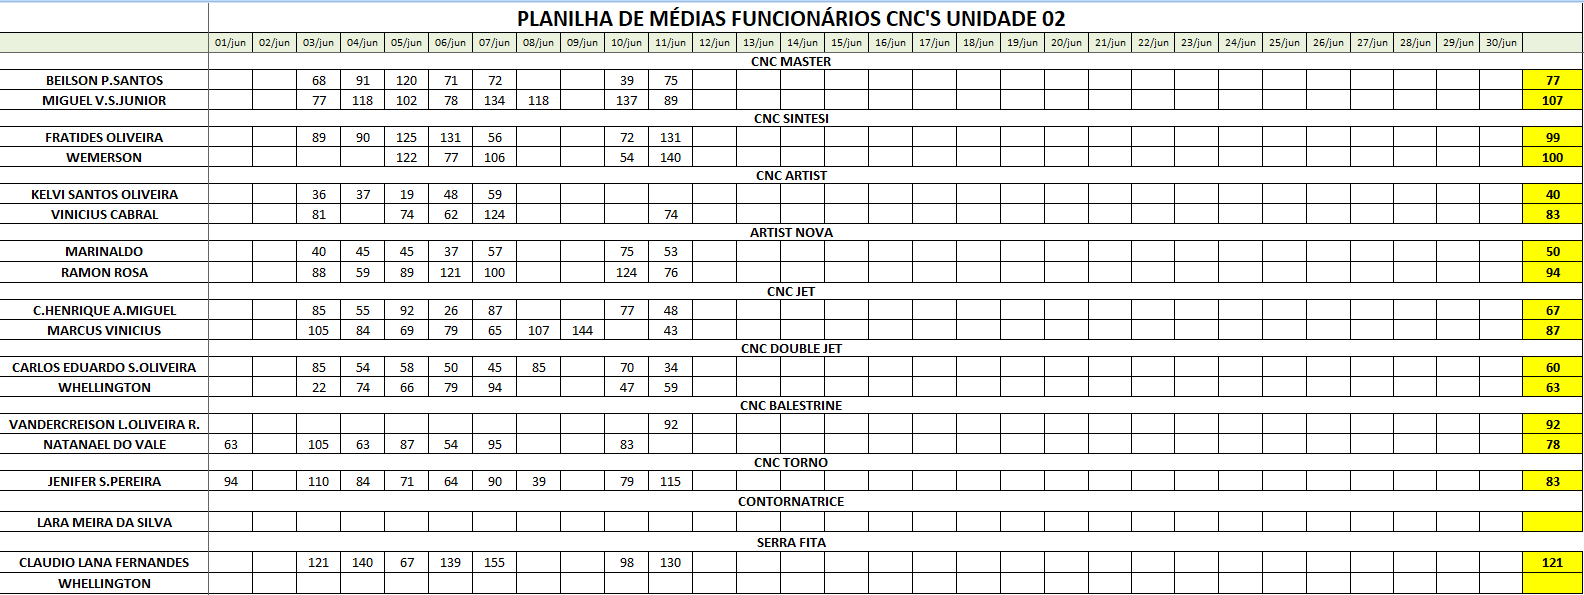 PLANILHA DE MÉDIAS FUNCIONÁRIOS CNC'S UNIDADE 02
01/jun 02/jun 03/jun 04/jun 05/jun 06/jun 07/jun 08/jun 09/jun 10/jun 11/jun 12/jun 13/jun 14/jun 15/jun 16/jun 17/jun 18/jun 19/jun 20/jun 21/jun 22/jun 23/jun 24/jun 25/jun 26/jun 27/jun 28/jun 29/jun 30/jun
CNC MASTER
BEILSON P.SANTOS 68 91 120 71 72 39 75 77
MIGUEL V.S.JUNIOR 77 118 102 78 134 118 137 89 107
CNC SINTESI
FRATIDES OLIVEIRA 89 90 125 131 56 72 131 99
WEMERSON 122 77 106 54 140 100
CNC ARTIST
KELVI SANTOS OLIVEIRA 36 37 19 48 59 40
VINICIUS CABRAL 81 74 62 124 74 83
ARTIST NOVA
MARINALDO 40 45 45 37 57 75 53 50
RAMON ROSA 88 59 89 121 100 124 76 94
CNC JET
C.HENRIQUE A.MIGUEL 85 55 92 26 87 77 48 67
MARCUS VINICIUS 105 84 69 79 65 107 144 43 87
CNC DOUBLE JET
CARLOS EDUARDO S.OLIVEIRA 85 54 58 50 45 85 70 34 60
WHELLINGTON 22 74 66 79 94 47 59 63
CNC BALESTRINE
VANDERCREISON L.OLIVEIRA R. 92 92
NATANAEL DO VALE 63 105 63 87 54 95 83 78
CNC TORNO
JENIFER S.PEREIRA 94 110 84 71 64 90 39 79 115 83
CONTORNATRICE
LARA MEIRA DA SILVA
SERRA FITA
CLAUDIO LANA FERNANDES 121 140 67 139 155 98 130 121
WHELLINGTON